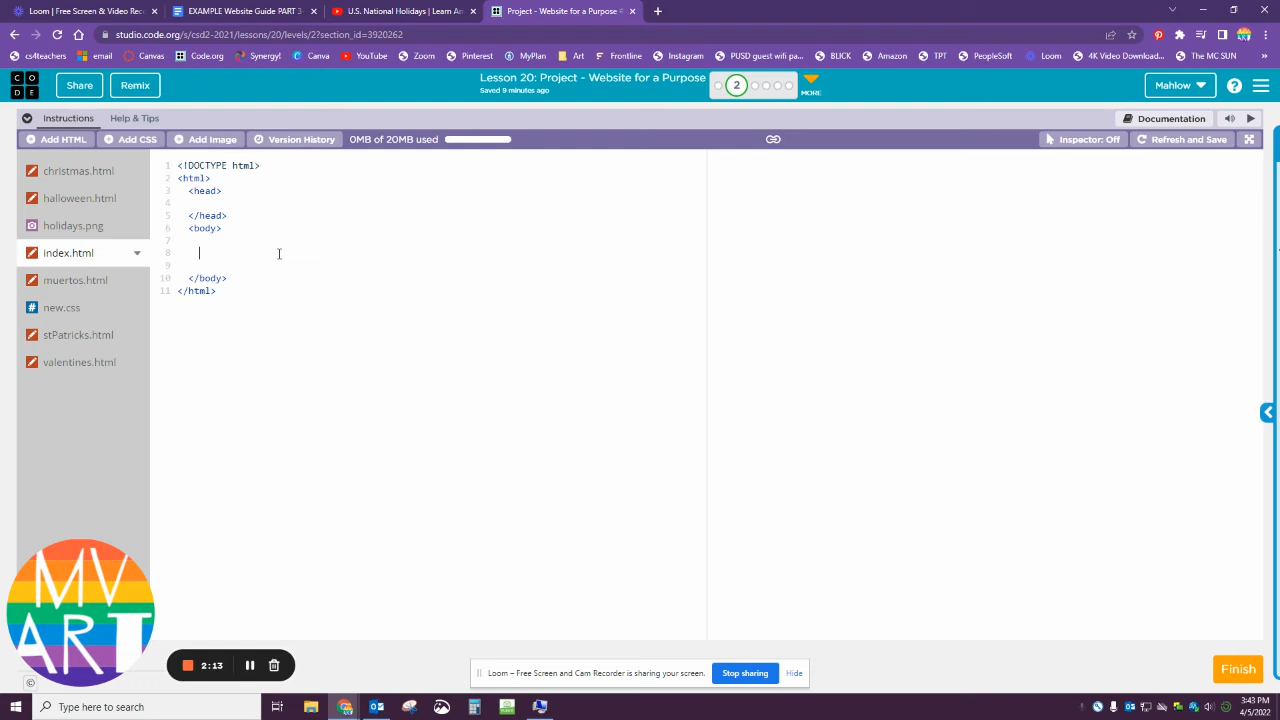 Loom | Free Screen & Video Rec
EXAMPLE Website Guide PART 3
U.S. National Holidays | Learn An
Project - Website for a Purpose
studio.code.org/s/csd2-2021/lessons/20/levels/2?section_id=3920262
cs4teachers
Weebly
Canvas
Code.org
Synergy!
Canva
YouTube
Zoom
Pinterest
MyPlan
Art
Frontline
Instagram
PUSD guest wifi pa...
BLICK
Amazon
TPT
PeopleSoft
Loom
4K Video Download...
The MC SUN
CODE
Share
Remix
Lesson 20: Project - Website for a Purpose
Saved 9 minutes ago
2
MORE
Mahlow
Instructions
Help & Tips
Documentation
Add HTML
Add CSS
Add Image
Version History
0MB of 20MB used
Inspector: Off
Refresh and Save
christmas.html
halloween.html
holidays.png
index.html
muertos.html
new.css
stPatricks.html
valentines.html
1 <!DOCTYPE html>
2 <html>
3 <head>
4
5 </head>
6 <body>
7
8
9
10 </body>
11 </html>
MV
ART
2:13
Loom – Free Screen and Cam Recorder is sharing your screen.
Stop sharing
Hide
Finish
Type here to search
3:43 PM
4/5/2022